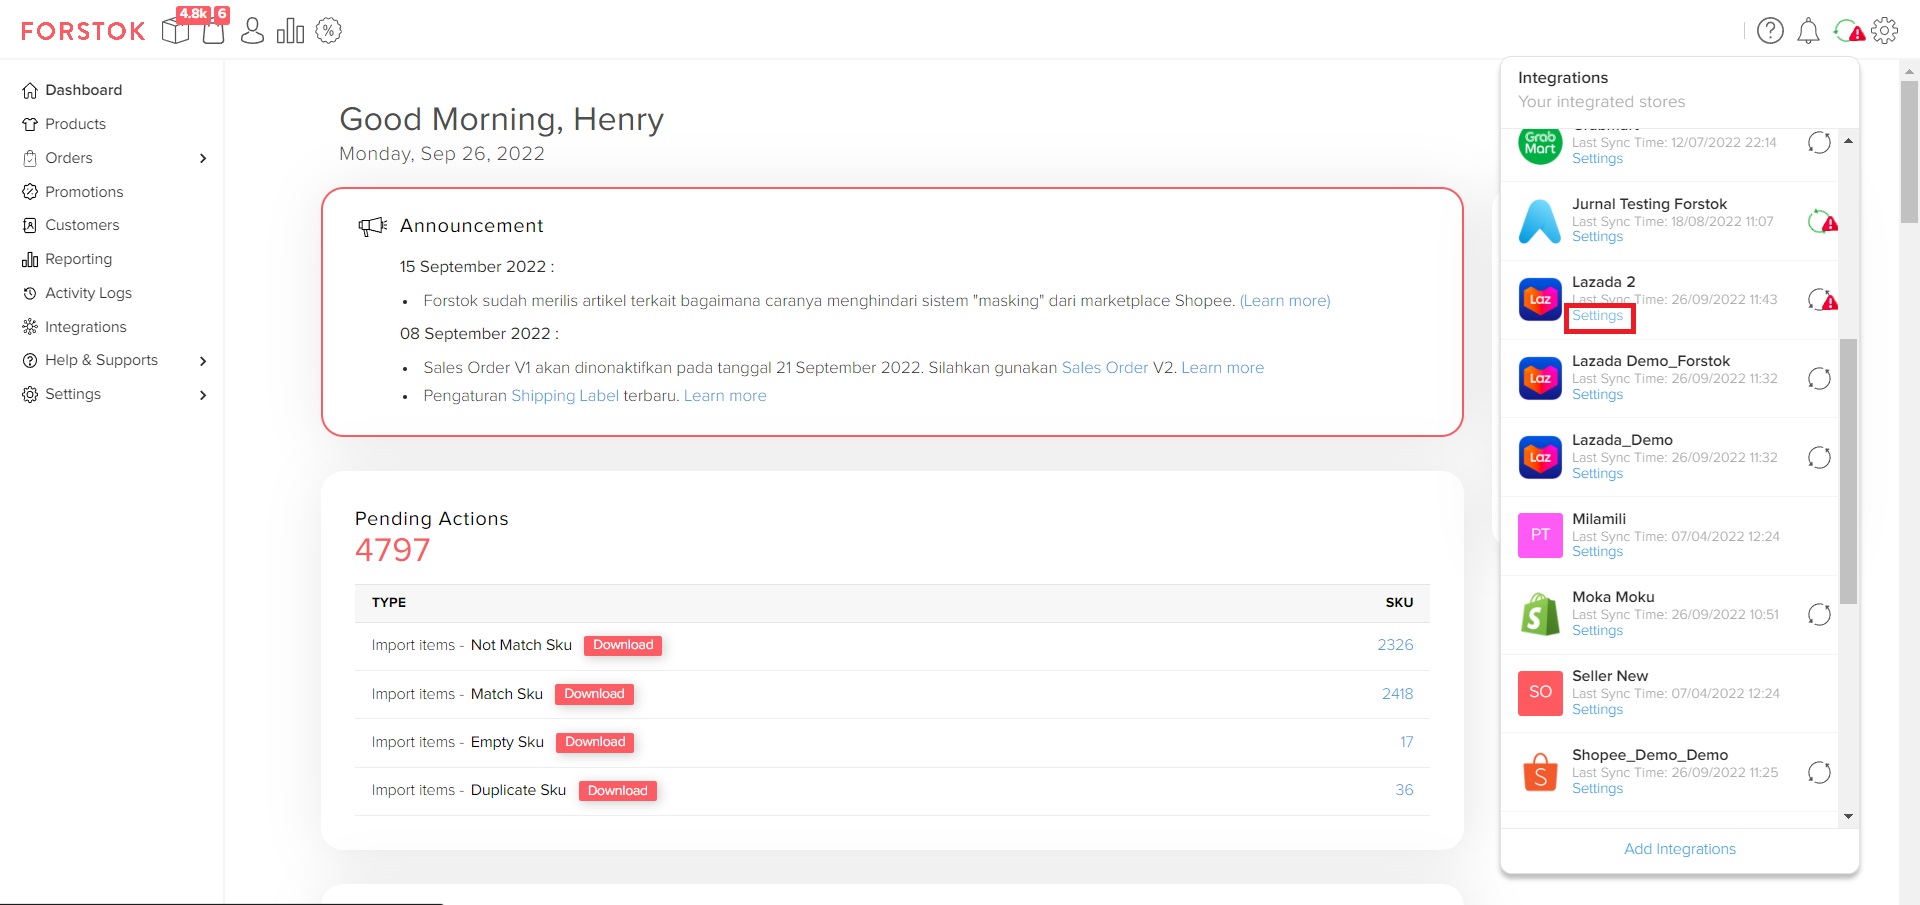 FORSTOK
4.8k
6
Dashboard
Products
Orders
Promotions
Customers
Reporting
Activity Logs
Integrations
Help & Supports
Settings
Good Morning, Henry
Monday, Sep 26, 2022
Announcement
15 September 2022 :
• Forstok sudah merilis artikel terkait bagaimana caranya menghindari sistem "masking" dari marketplace Shopee. (Learn more)
08 September 2022 :
• Sales Order V1 akan dinonaktifkan pada tanggal 21 September 2022. Silahkan gunakan Sales Order V2. Learn more
• Pengaturan Shipping Label terbaru. Learn more
Pending Actions
4797
TYPE SKU
Import items - Not Match Sku Download 2326
Import items - Match Sku Download 2418
Import items - Empty Sku Download 17
Import items - Duplicate Sku Download 36
Integrations
Your integrated stores
Grab
Mart
Last Sync Time: 12/07/2022 22:14
Settings
Jurnal Testing Forstok
Last Sync Time: 18/08/2022 11:07
Settings
Laz
Lazada 2
Last Sync Time: 26/09/2022 11:43
Settings
Laz
Lazada Demo_Forstok
Last Sync Time: 26/09/2022 11:32
Settings
Laz
Lazada_Demo
Last Sync Time: 26/09/2022 11:32
Settings
PT
Milamili
Last Sync Time: 07/04/2022 12:24
Settings
Moka Moku
Last Sync Time: 26/09/2022 10:51
Settings
SO
Seller New
Last Sync Time: 07/04/2022 12:24
Settings
Shopee_Demo_Demo
Last Sync Time: 26/09/2022 11:25
Settings
Add Integrations